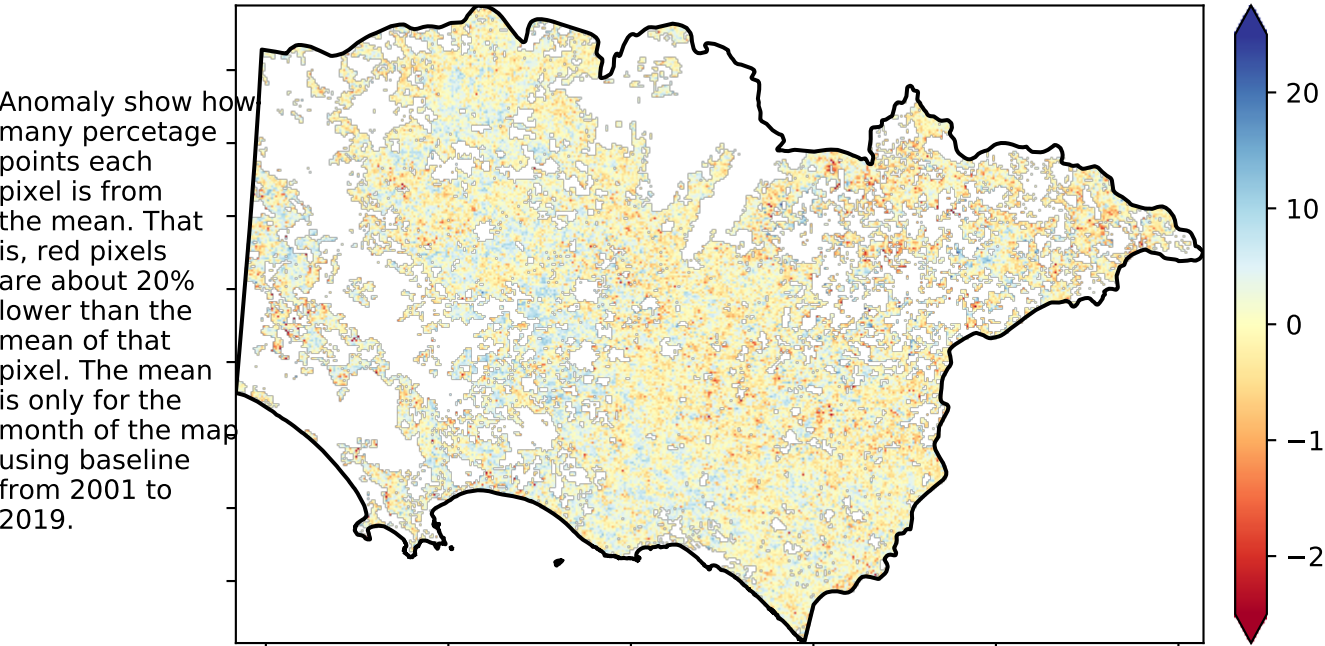 Anomaly show how
many percetage
points each
pixel is from
the mean. That
is, red pixels
are about 20%
lower than the
mean of that
pixel. The mean
is only for the
month of the map
using baseline
from 2001 to
2019.
20
10
0
−1
−2